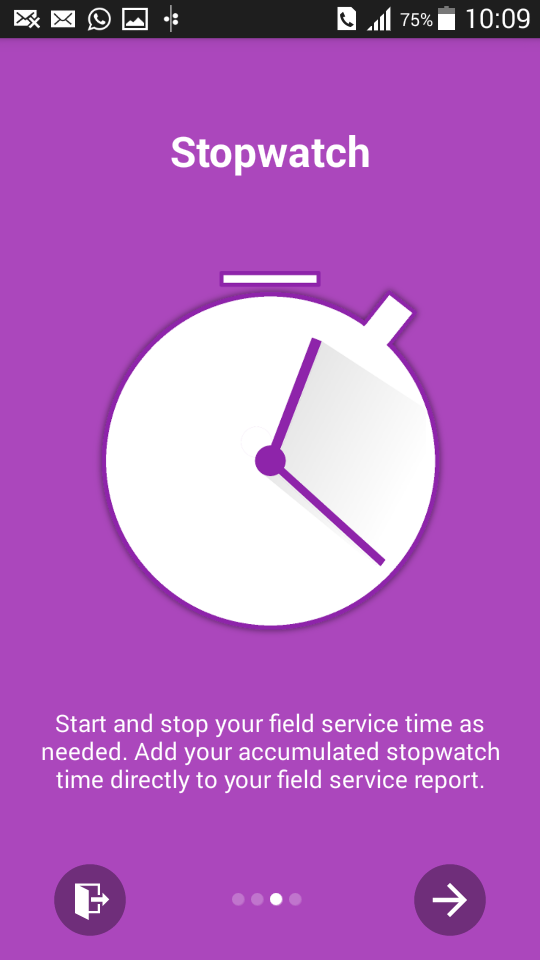 75% 10:09
Stopwatch
Start and stop your field service time as
needed. Add your accumulated stopwatch
time directly to your field service report.